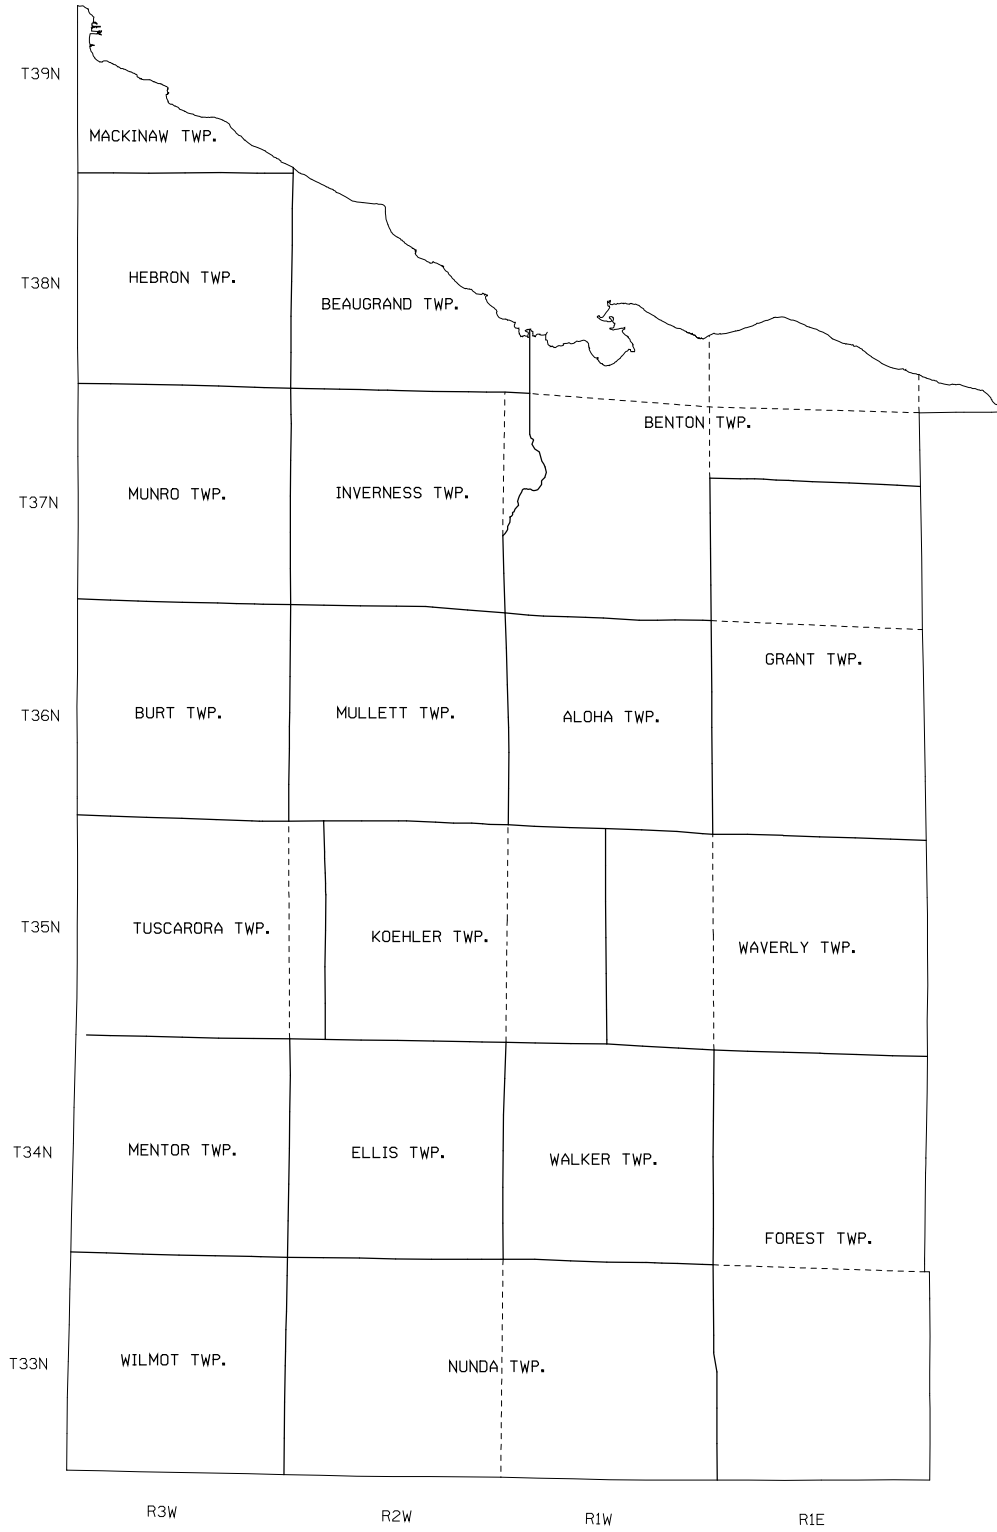 T39N
MACKINAW TWP.
HEBRON TWP.
T38N
BEAUGRAND TWP.
BENTON TWP.
MUNRO TWP.
INVERNESS TWP.
T37N
GRANT TWP.
T36N
BURT TWP.
MULLETT TWP.
ALOHA TWP.
T35N
TUSCARORA TWP.
KOEHLER TWP.
WAVERLY TWP.
T34N
MENTOR TWP.
ELLIS TWP.
WALKER TWP.
FOREST TWP.
T33N
WILMOT TWP.
NUNDA TWP.
R3W
R2W
R1W
R1E